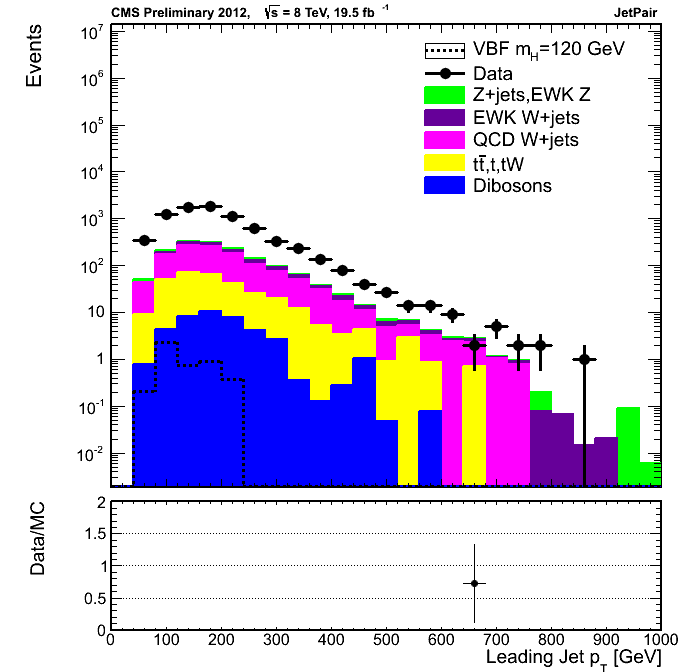 CMS Preliminary 2012, √s = 8 TeV, 19.5 fb⁻¹ JetPair
Events
10⁷
10⁶
10⁵
10⁴
10³
10²
10
1
10⁻¹
10⁻²
VBF m_H=120 GeV
Data
Z+jets,EWK Z
EWK W+jets
QCD W+jets
tt̄,t,tW
Dibosons
Data/MC
2
1.5
1
0.5
0
0 100 200 300 400 500 600 700 800 900 1000
Leading Jet p_T [GeV]